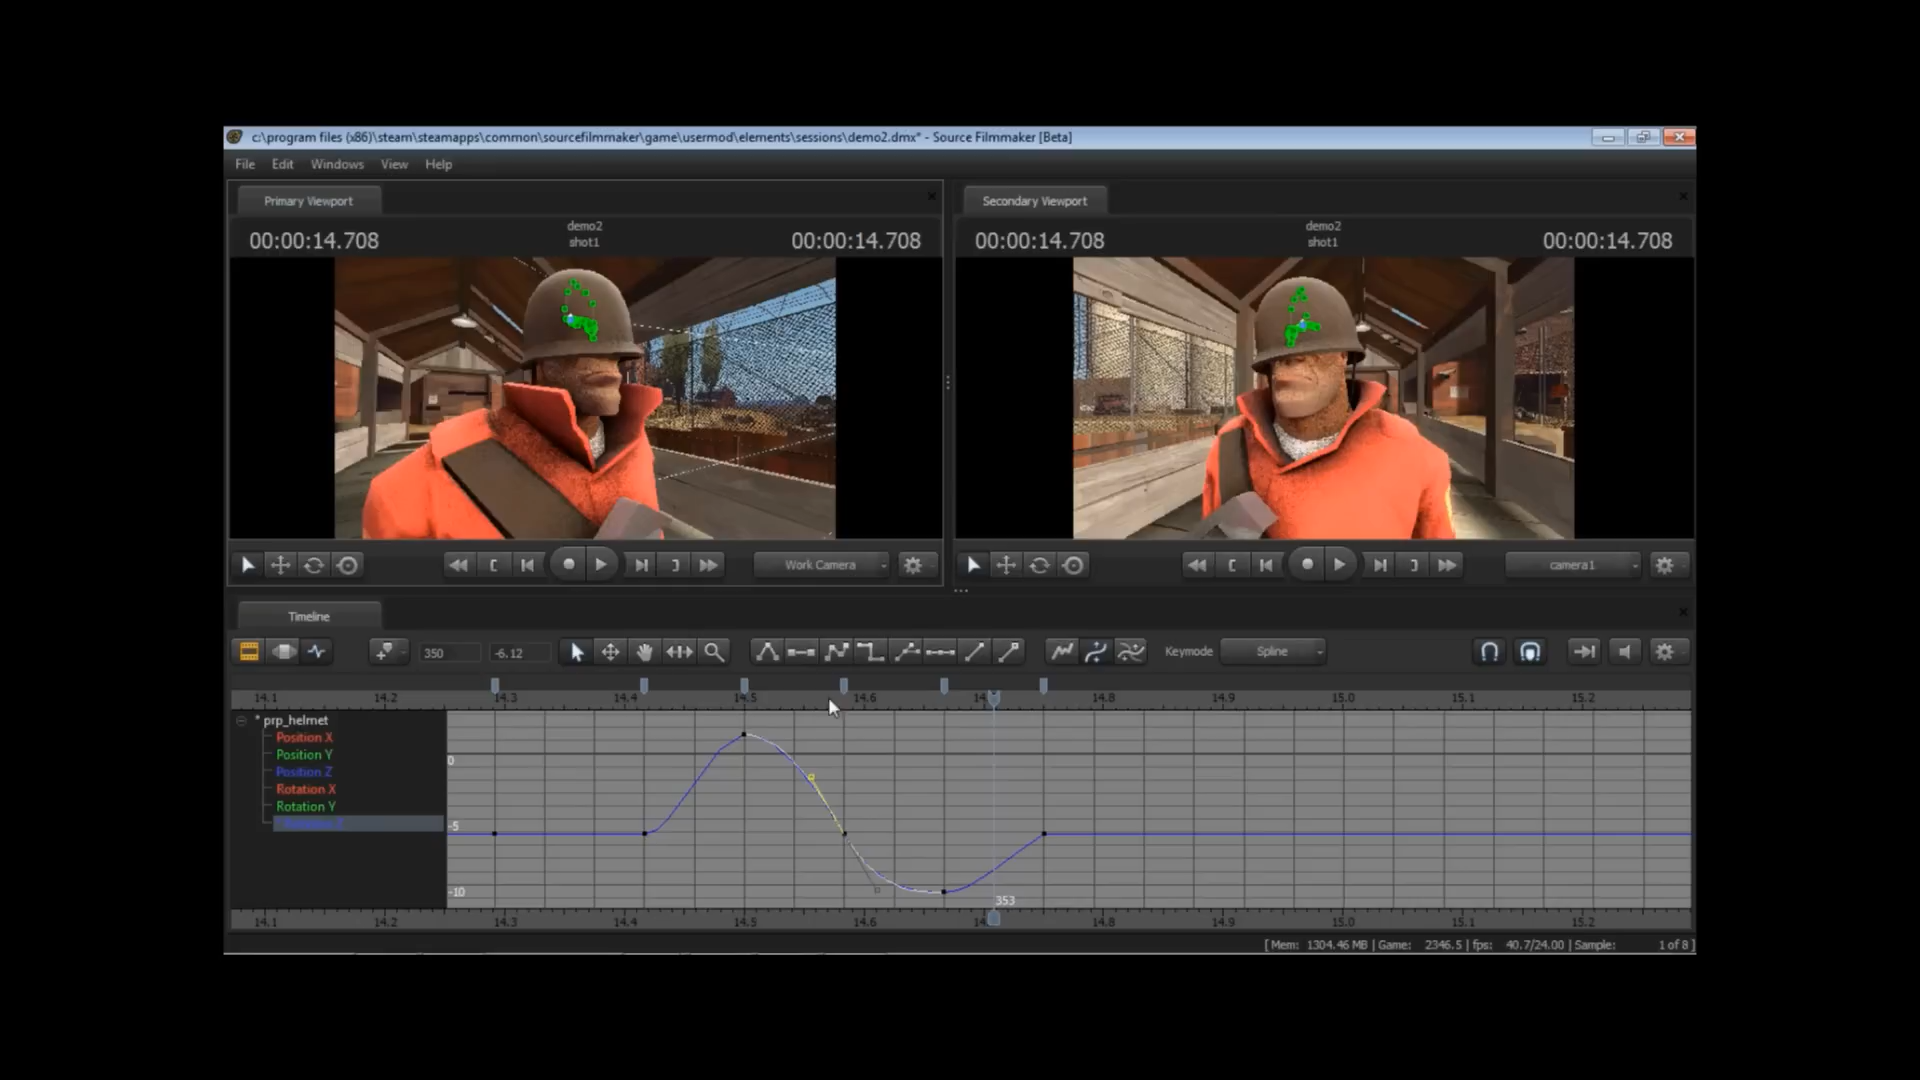 c:\program files (x86)\steam\steamapps\common\sourcefilmmaker\game\usermod\elements\sessions\demo2.dmx* - Source Filmmaker [Beta]
File Edit Windows View Help
Primary Viewport
Secondary Viewport
00:00:14.708
demo2
shot1
00:00:14.708
00:00:14.708
demo2
shot1
00:00:14.708
Work Camera
camera1
Timeline
350 -6.12
Keymode Spline
14.1 14.2 14.3 14.4 14.5 14.6 14.8 14.9 15.0 15.1 15.2
* prp_helmet
Position X
Position Y
Position Z
Rotation X
Rotation Y
0
-5
-10
353
14.1 14.2 14.3 14.4 14.5 14.6 14.8 14.9 15.0 15.1 15.2
[ Mem: 1304.46 MB | Game: 2346.5 | fps: 40.7/24.00 | Sample: 1 of 8 ]